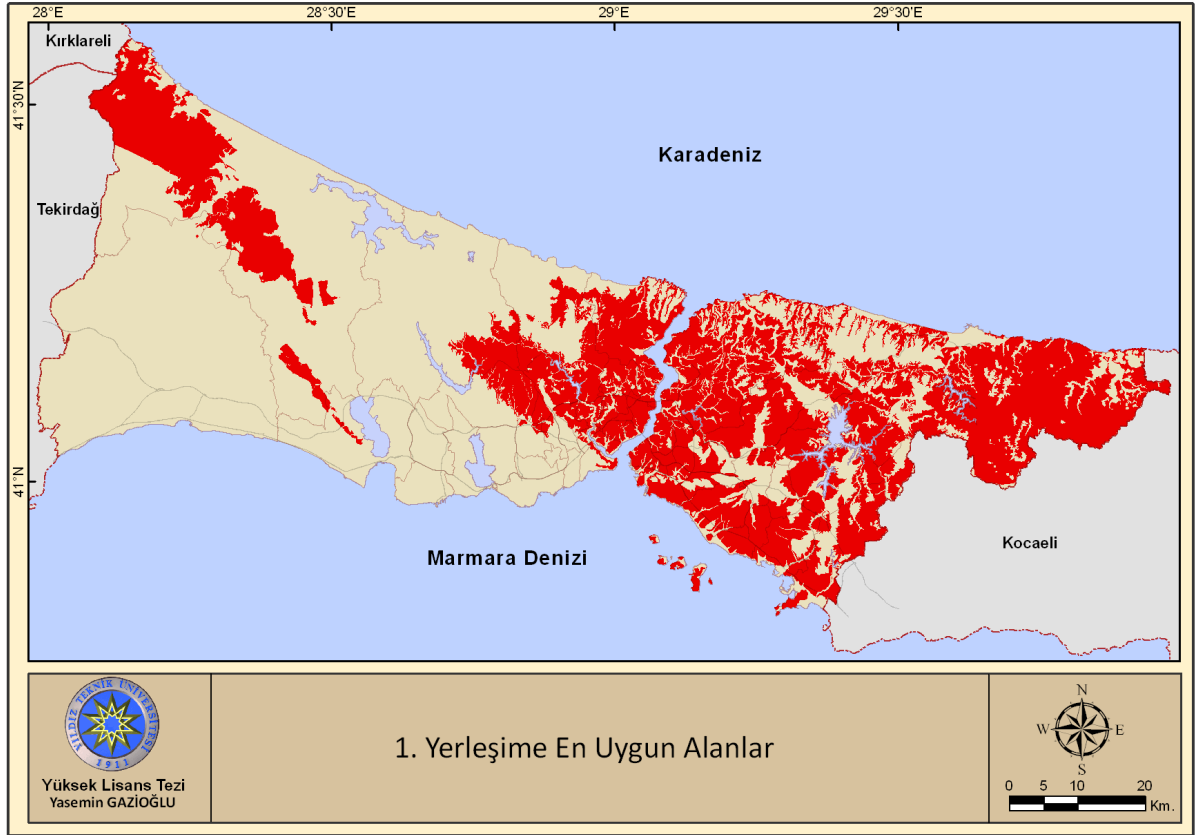 28°E
28°30'E
29°E
29°30'E
Kırklareli
41°30'N
Karadeniz
Tekirdağ
41°N
Marmara Denizi
Kocaeli
YILDIZ TEKNİK ÜNİVERSİTESİ
1911
Yüksek Lisans Tezi
Yasemin GAZİOĞLU
1. Yerleşime En Uygun Alanlar
N
W
E
S
0 5 10 20
Km.